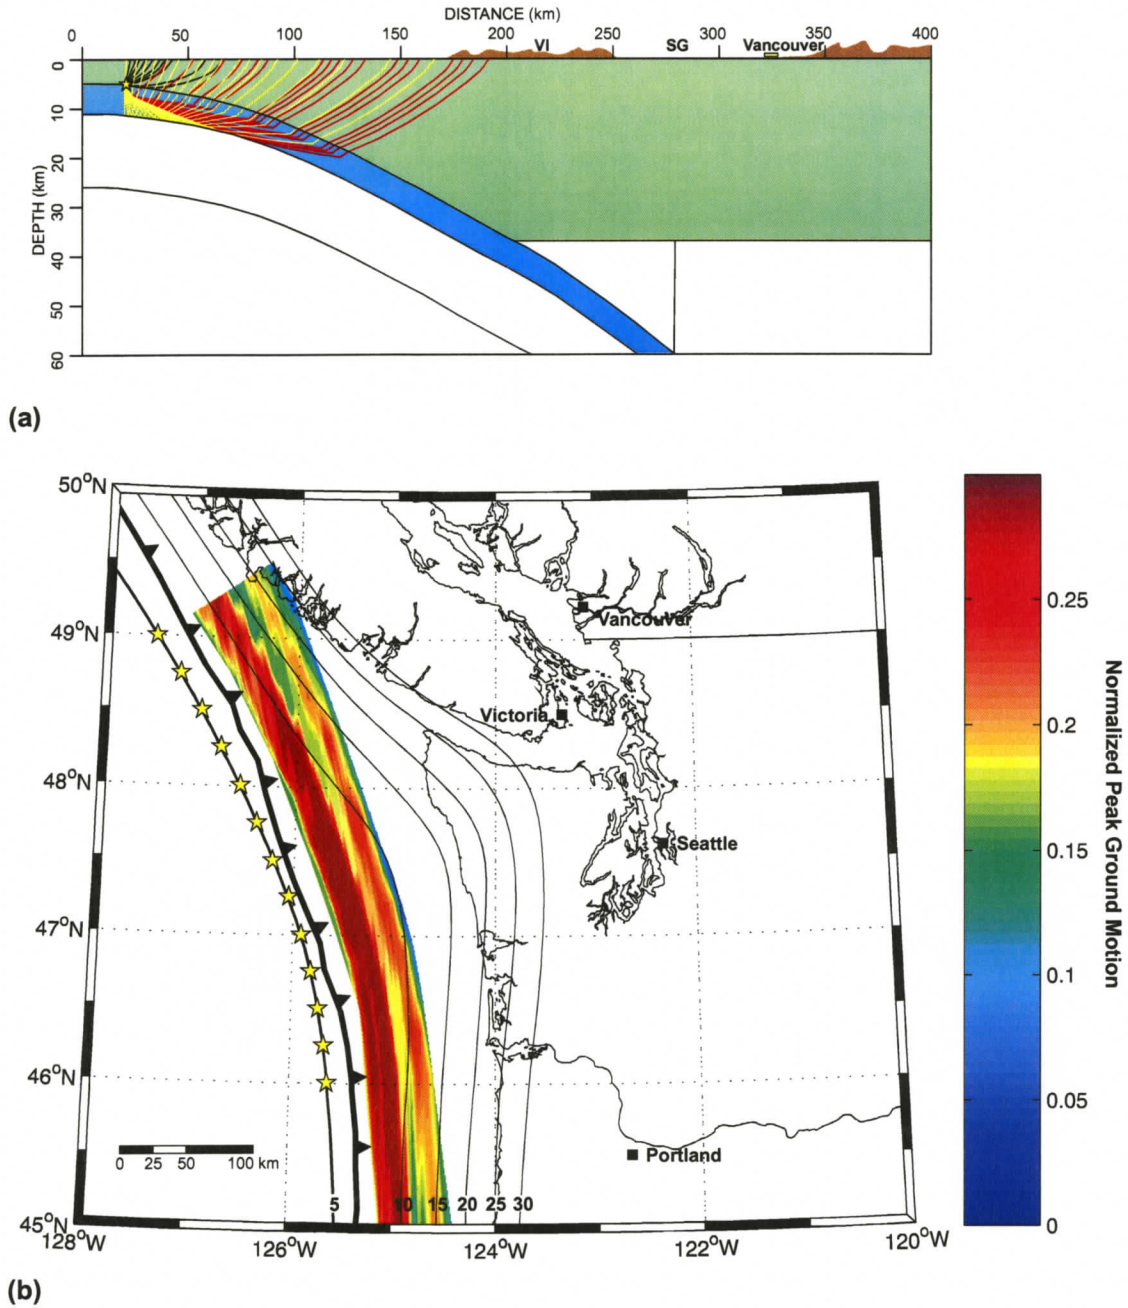 DISTANCE (km)
0 50 100 150 200 250 300 350 400
VI SG Vancouver
0
10
20
30
40
50
60
DEPTH (km)
(a)
50°N
49°N
48°N
47°N
46°N
45°N
128°W 126°W 124°W 122°W 120°W
Vancouver
Victoria
Seattle
Portland
0 25 50 100 km
5 10 15 20 25 30
0.25
0.2
0.15
0.1
0.05
0
Normalized Peak Ground Motion
(b)